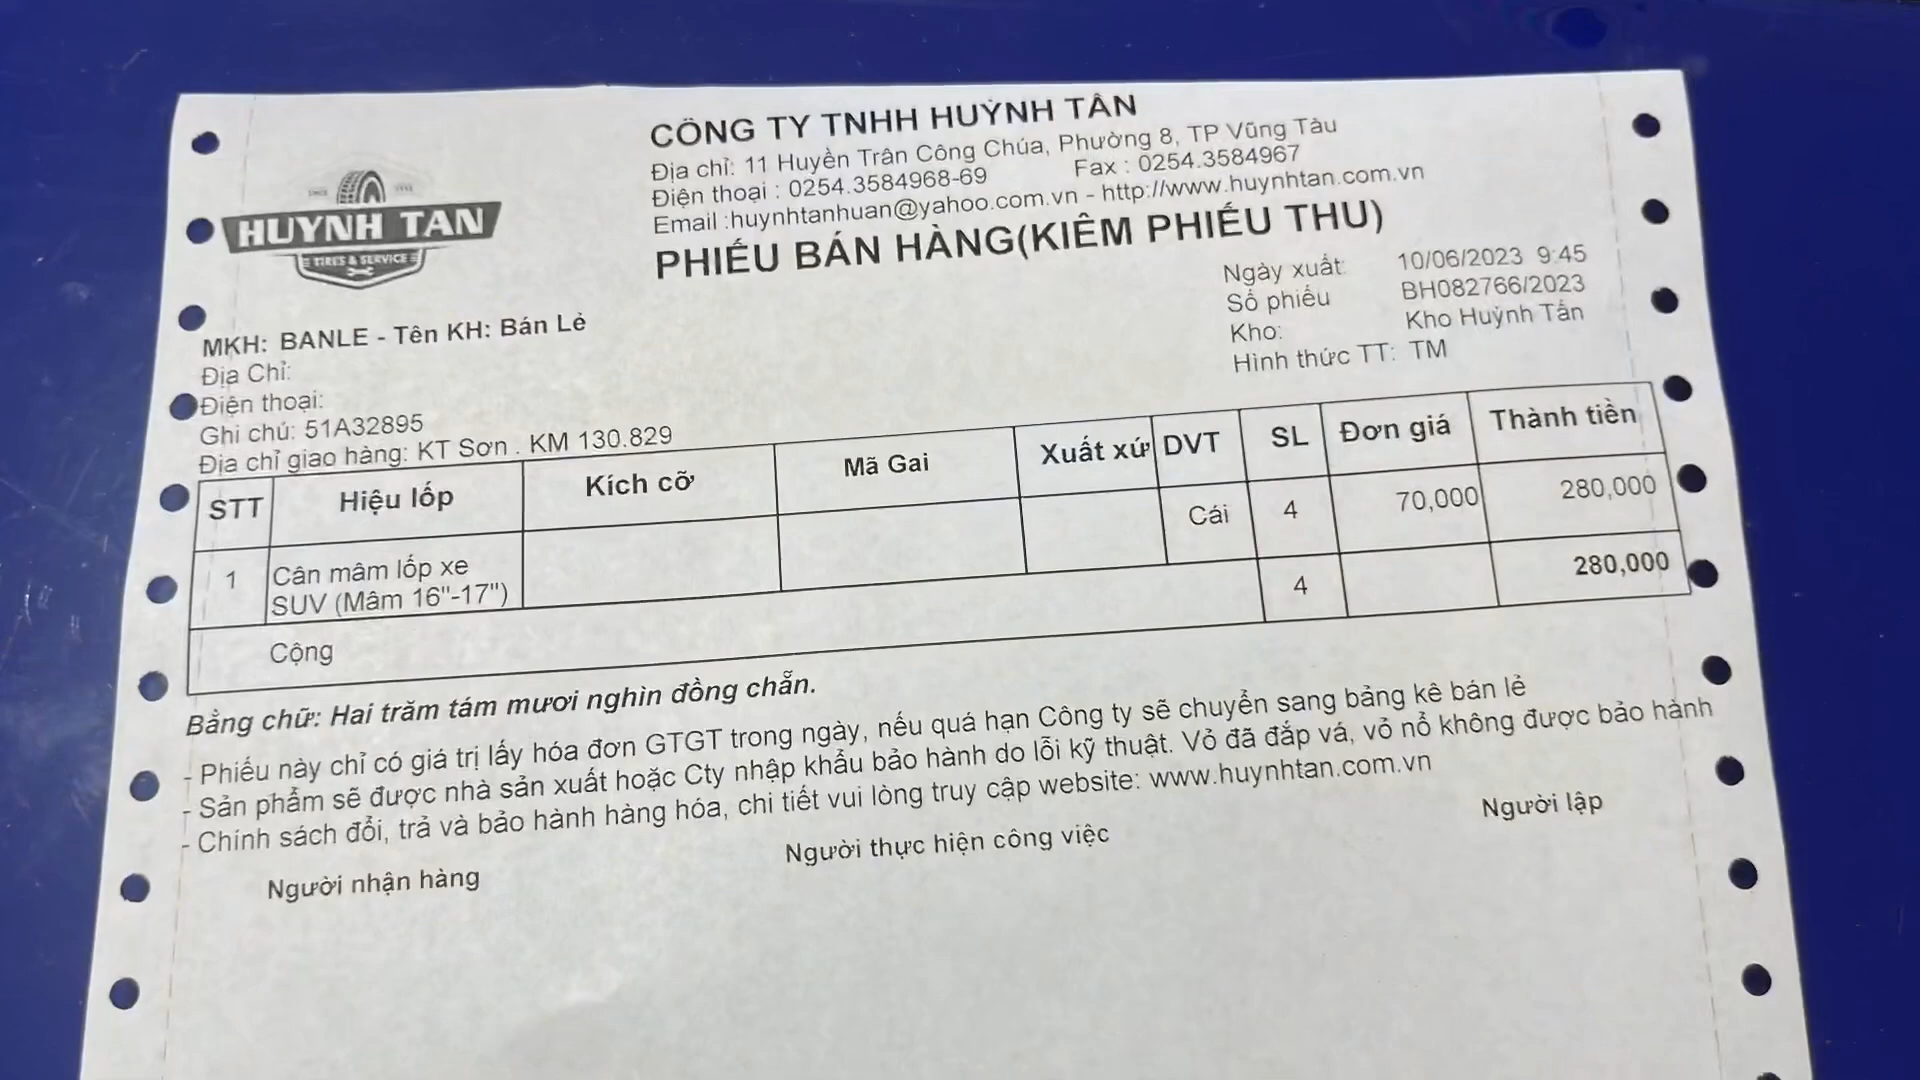 CÔNG TY TNHH HUỲNH TẤN
Địa chỉ: 11 Huyền Trân Công Chúa, Phường 8, TP Vũng Tàu
Điện thoại : 0254.3584968-69 Fax : 0254.3584967
Email :huynhtanhuan@yahoo.com.vn - http://www.huynhtan.com.vn
SINCE
HUYNH TAN
TIRES & SERVICE
PHIẾU BÁN HÀNG(KIÊM PHIẾU THU)
Ngày xuất: 10/06/2023 9:45
Số phiếu BH082766/2023
Kho: Kho Huỳnh Tấn
Hình thức TT: TM
MKH: BANLE - Tên KH: Bán Lẻ
Địa Chỉ:
Điện thoại:
Ghi chú: 51A32895
Địa chỉ giao hàng: KT Sơn . KM 130.829
STT Hiệu lốp Kích cỡ Mã Gai Xuất xứ DVT SL Đơn giá Thành tiền
1 Cân mâm lốp xe SUV (Mâm 16"-17") Cái 4 70,000 280,000
Cộng 4 280,000
Bằng chữ: Hai trăm tám mươi nghìn đồng chẵn.
- Phiếu này chỉ có giá trị lấy hóa đơn GTGT trong ngày, nếu quá hạn Công ty sẽ chuyển sang bảng kê bán lẻ
- Sản phẩm sẽ được nhà sản xuất hoặc Cty nhập khẩu bảo hành do lỗi kỹ thuật. Vỏ đã đắp vá, vỏ nổ không được bảo hành
- Chính sách đổi, trả và bảo hành hàng hóa, chi tiết vui lòng truy cập website: www.huynhtan.com.vn
Người nhận hàng Người thực hiện công việc Người lập